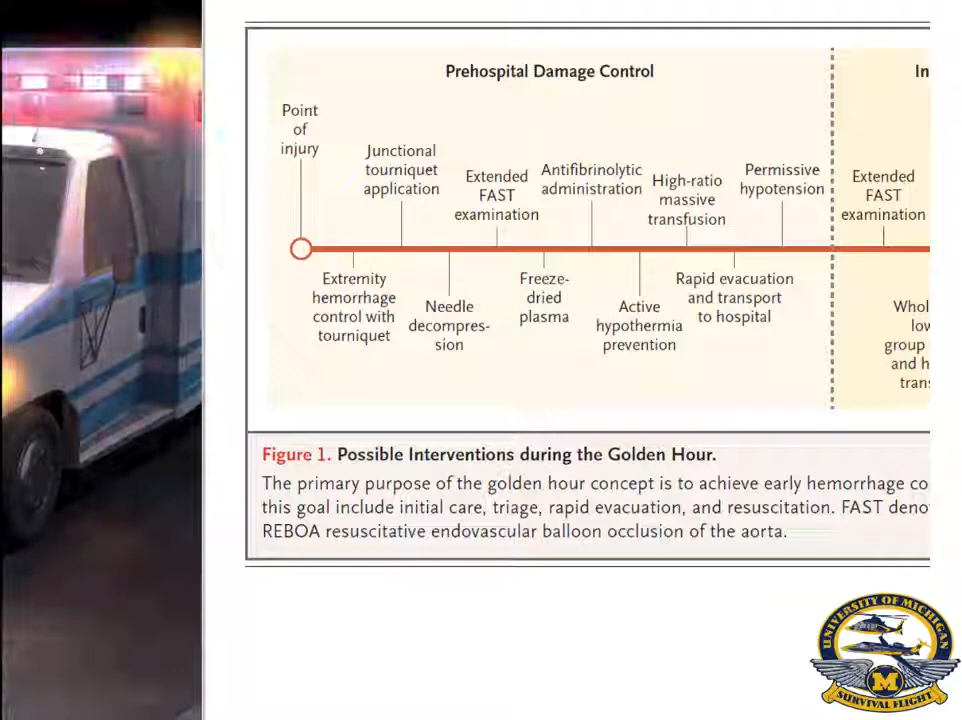 Prehospital Damage Control
In
Point
of
injury
Junctional
tourniquet
application
Extended
FAST
examination
Antifibrinolytic
administration
High-ratio
massive
transfusion
Permissive
hypotension
Extended
FAST
examination
Extremity
hemorrhage
control with
tourniquet
Needle
decompres-
sion
Freeze-
dried
plasma
Active
hypothermia
prevention
Rapid evacuation
and transport
to hospital
Whol
low
group
and h
trans
Figure 1. Possible Interventions during the Golden Hour.
The primary purpose of the golden hour concept is to achieve early hemorrhage co
this goal include initial care, triage, rapid evacuation, and resuscitation. FAST deno
REBOA resuscitative endovascular balloon occlusion of the aorta.
UNIVERSITY OF MICHIGAN
M
SURVIVAL FLIGHT